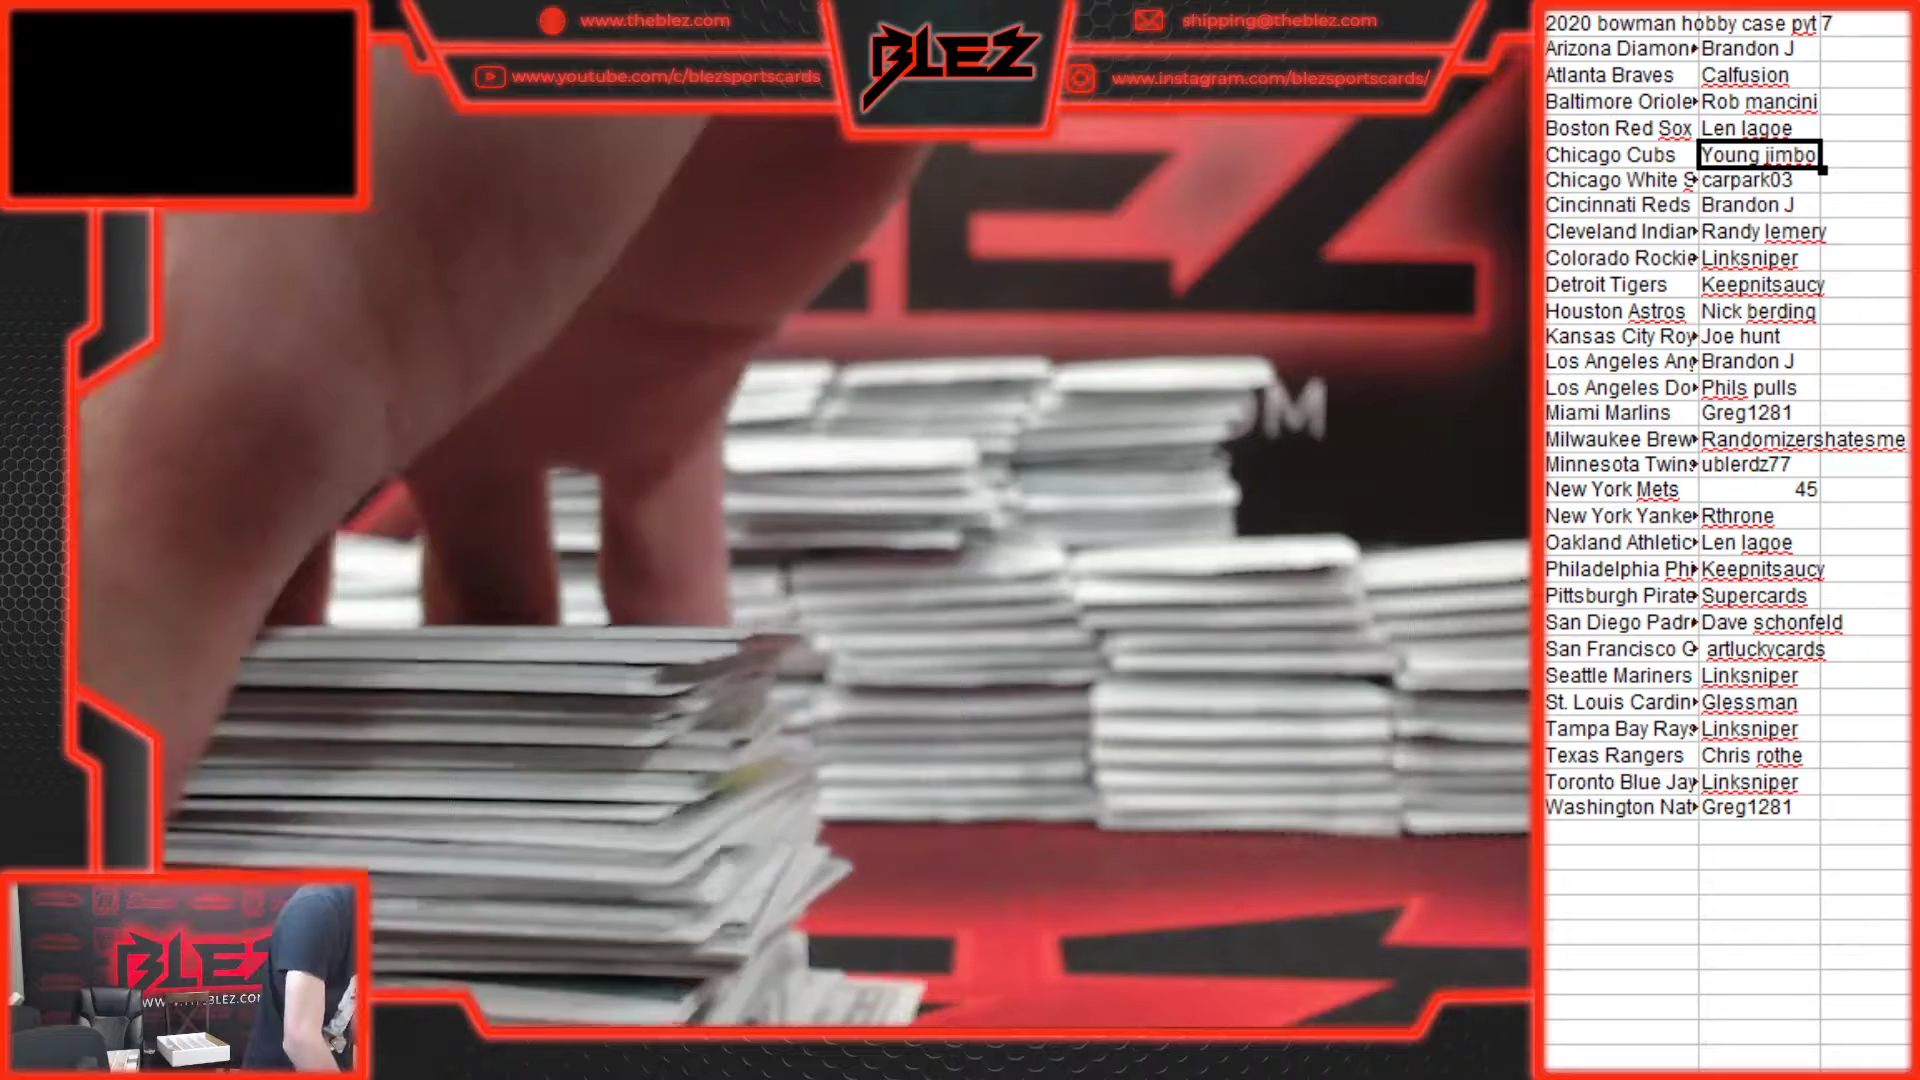 www.theblez.com
www.youtube.com/c/blezsportscards
BLEZ
shipping@theblez.com
www.instagram.com/blezsportscards/
2020 bowman hobby case pyt 7
Arizona Diamon Brandon J
Atlanta Braves Calfusion
Baltimore Oriole Rob mancini
Boston Red Sox Len lagoe
Chicago Cubs Young jimbo
Chicago White S carpark03
Cincinnati Reds Brandon J
Cleveland Indian Randy lemery
Colorado Rockie Linksniper
Detroit Tigers Keepnitsaucy
Houston Astros Nick berding
Kansas City Roy Joe hunt
Los Angeles Ang Brandon J
Los Angeles Do Phils pulls
Miami Marlins Greg1281
Milwaukee Brew Randomizershatesme
Minnesota Twins ublerdz77
New York Mets 45
New York Yanke Rthrone
Oakland Athletic Len lagoe
Philadelphia Phi Keepnitsaucy
Pittsburgh Pirate Supercards
San Diego Padr Dave schonfeld
San Francisco G artluckycards
Seattle Mariners Linksniper
St. Louis Cardin Glessman
Tampa Bay Rays Linksniper
Texas Rangers Chris rothe
Toronto Blue Jay Linksniper
Washington Nat Greg1281
LEZ
OM
BLEZ